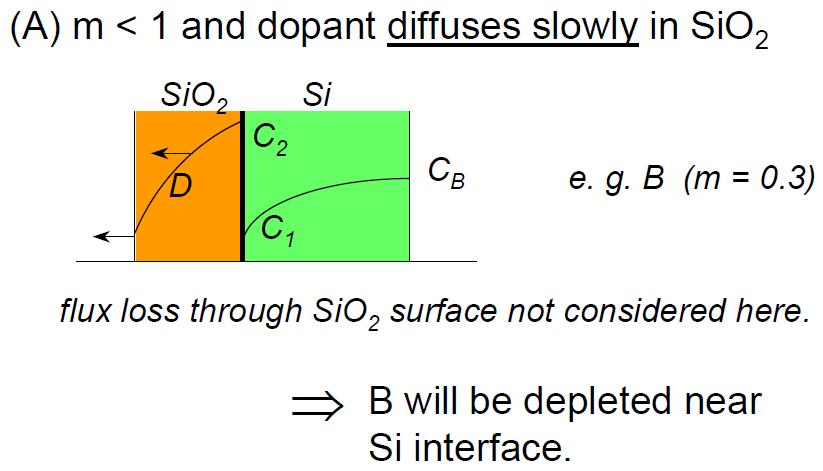 (A) m < 1 and dopant diffuses slowly in SiO₂
SiO₂ Si
C₂
D
C₁
C_B
e. g. B (m = 0.3)
flux loss through SiO₂ surface not considered here.
⇒ B will be depleted near
Si interface.